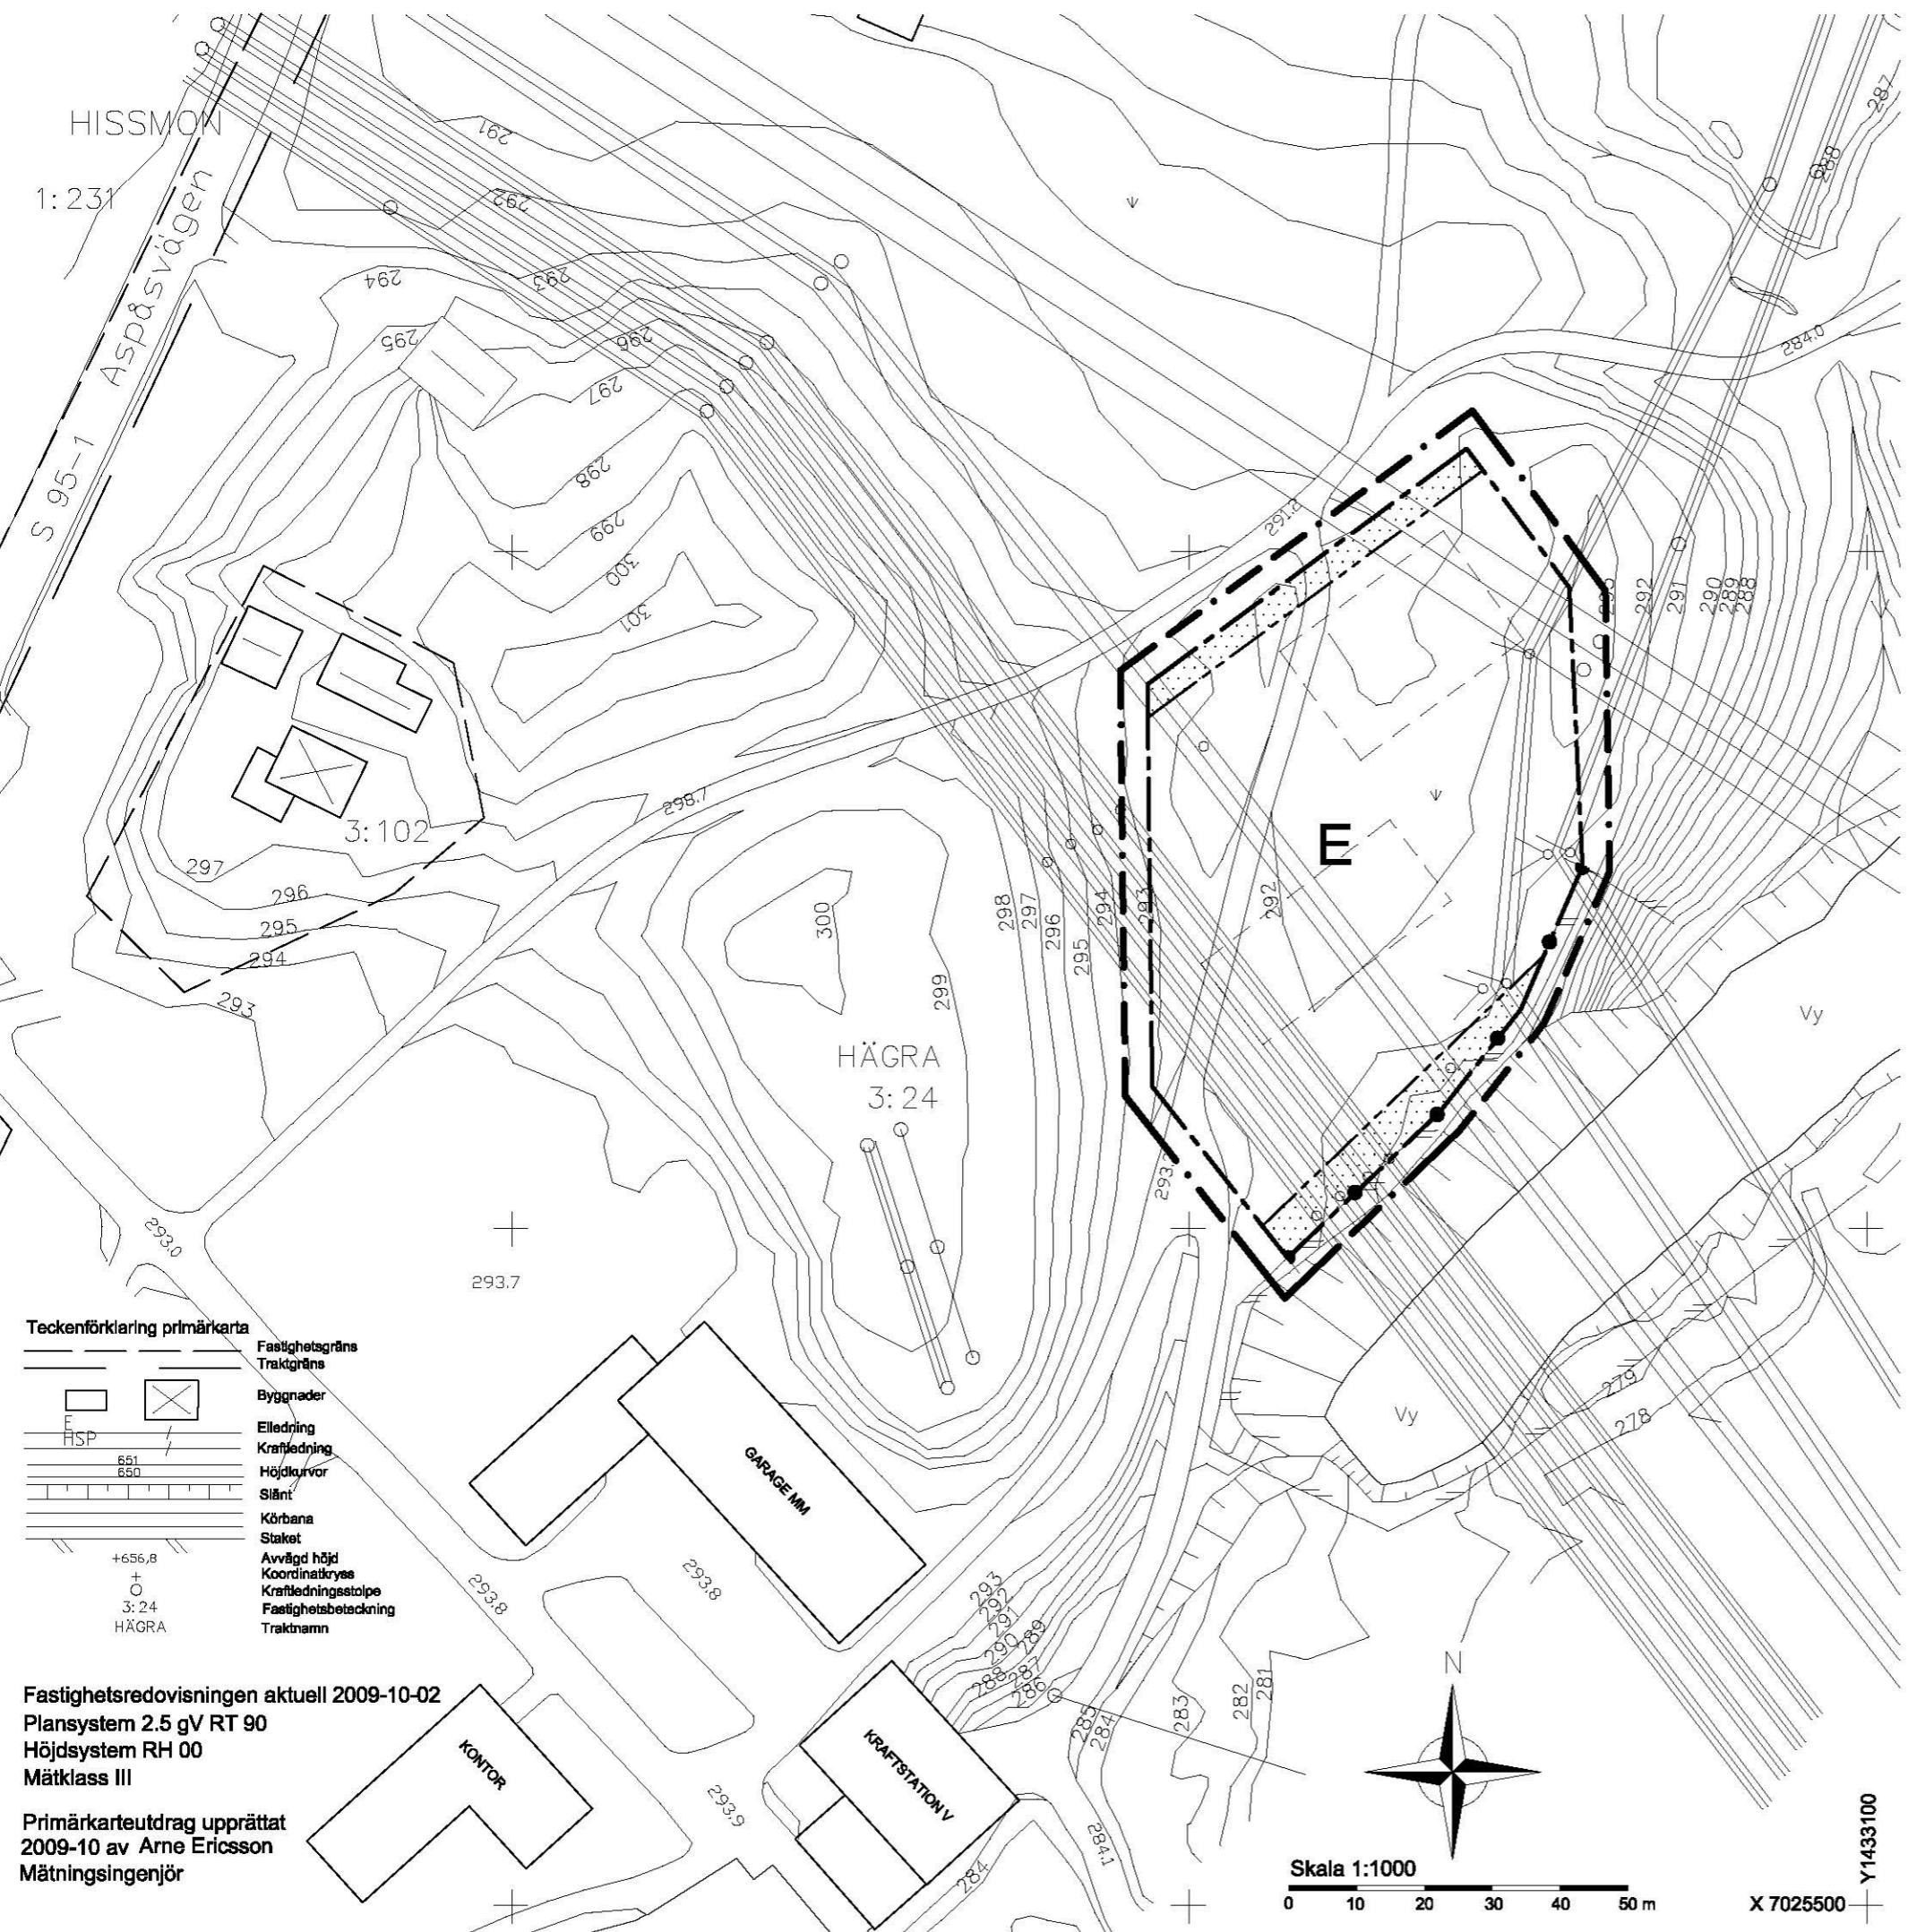 HISSMON
1:231
Aspåsvägen
S 95-1
291
292
293
294
295
296
297
298
299
300
301
287
288
284.0
291.2
293
292
291
290
289
288
3:102
298.7
297
296
295
294
293
300
299
298
297
296
295
294
293
292
E
HÄGRA
3:24
Vy
Vy
293.0
293.7
279
278
GARAGE MM
293.8
293.8
293
292
291
290
289
288
287
286
285
284
283
282
281
KONTOR
KRAFTSTATION V
293.9
284
284.1
Teckenförklaring primärkarta
Fastighetsgräns
Traktgräns
Byggnader
E
Elledning
HSP
Kraftledning
651
650
Höjdkurvor
Slänt
Körbana
Staket
+656,8
Avvägd höjd
Koordinatkryss
Kraftledningsstolpe
3:24
Fastighetsbeteckning
HÄGRA
Traktnamn
Fastighetsredovisningen aktuell 2009-10-02
Plansystem 2.5 gV RT 90
Höjdsystem RH 00
Mätklass III
Primärkarteutdrag upprättat
2009-10 av Arne Ericsson
Mätningsingenjör
N
Skala 1:1000
0 10 20 30 40 50 m
X 7025500
Y1433100